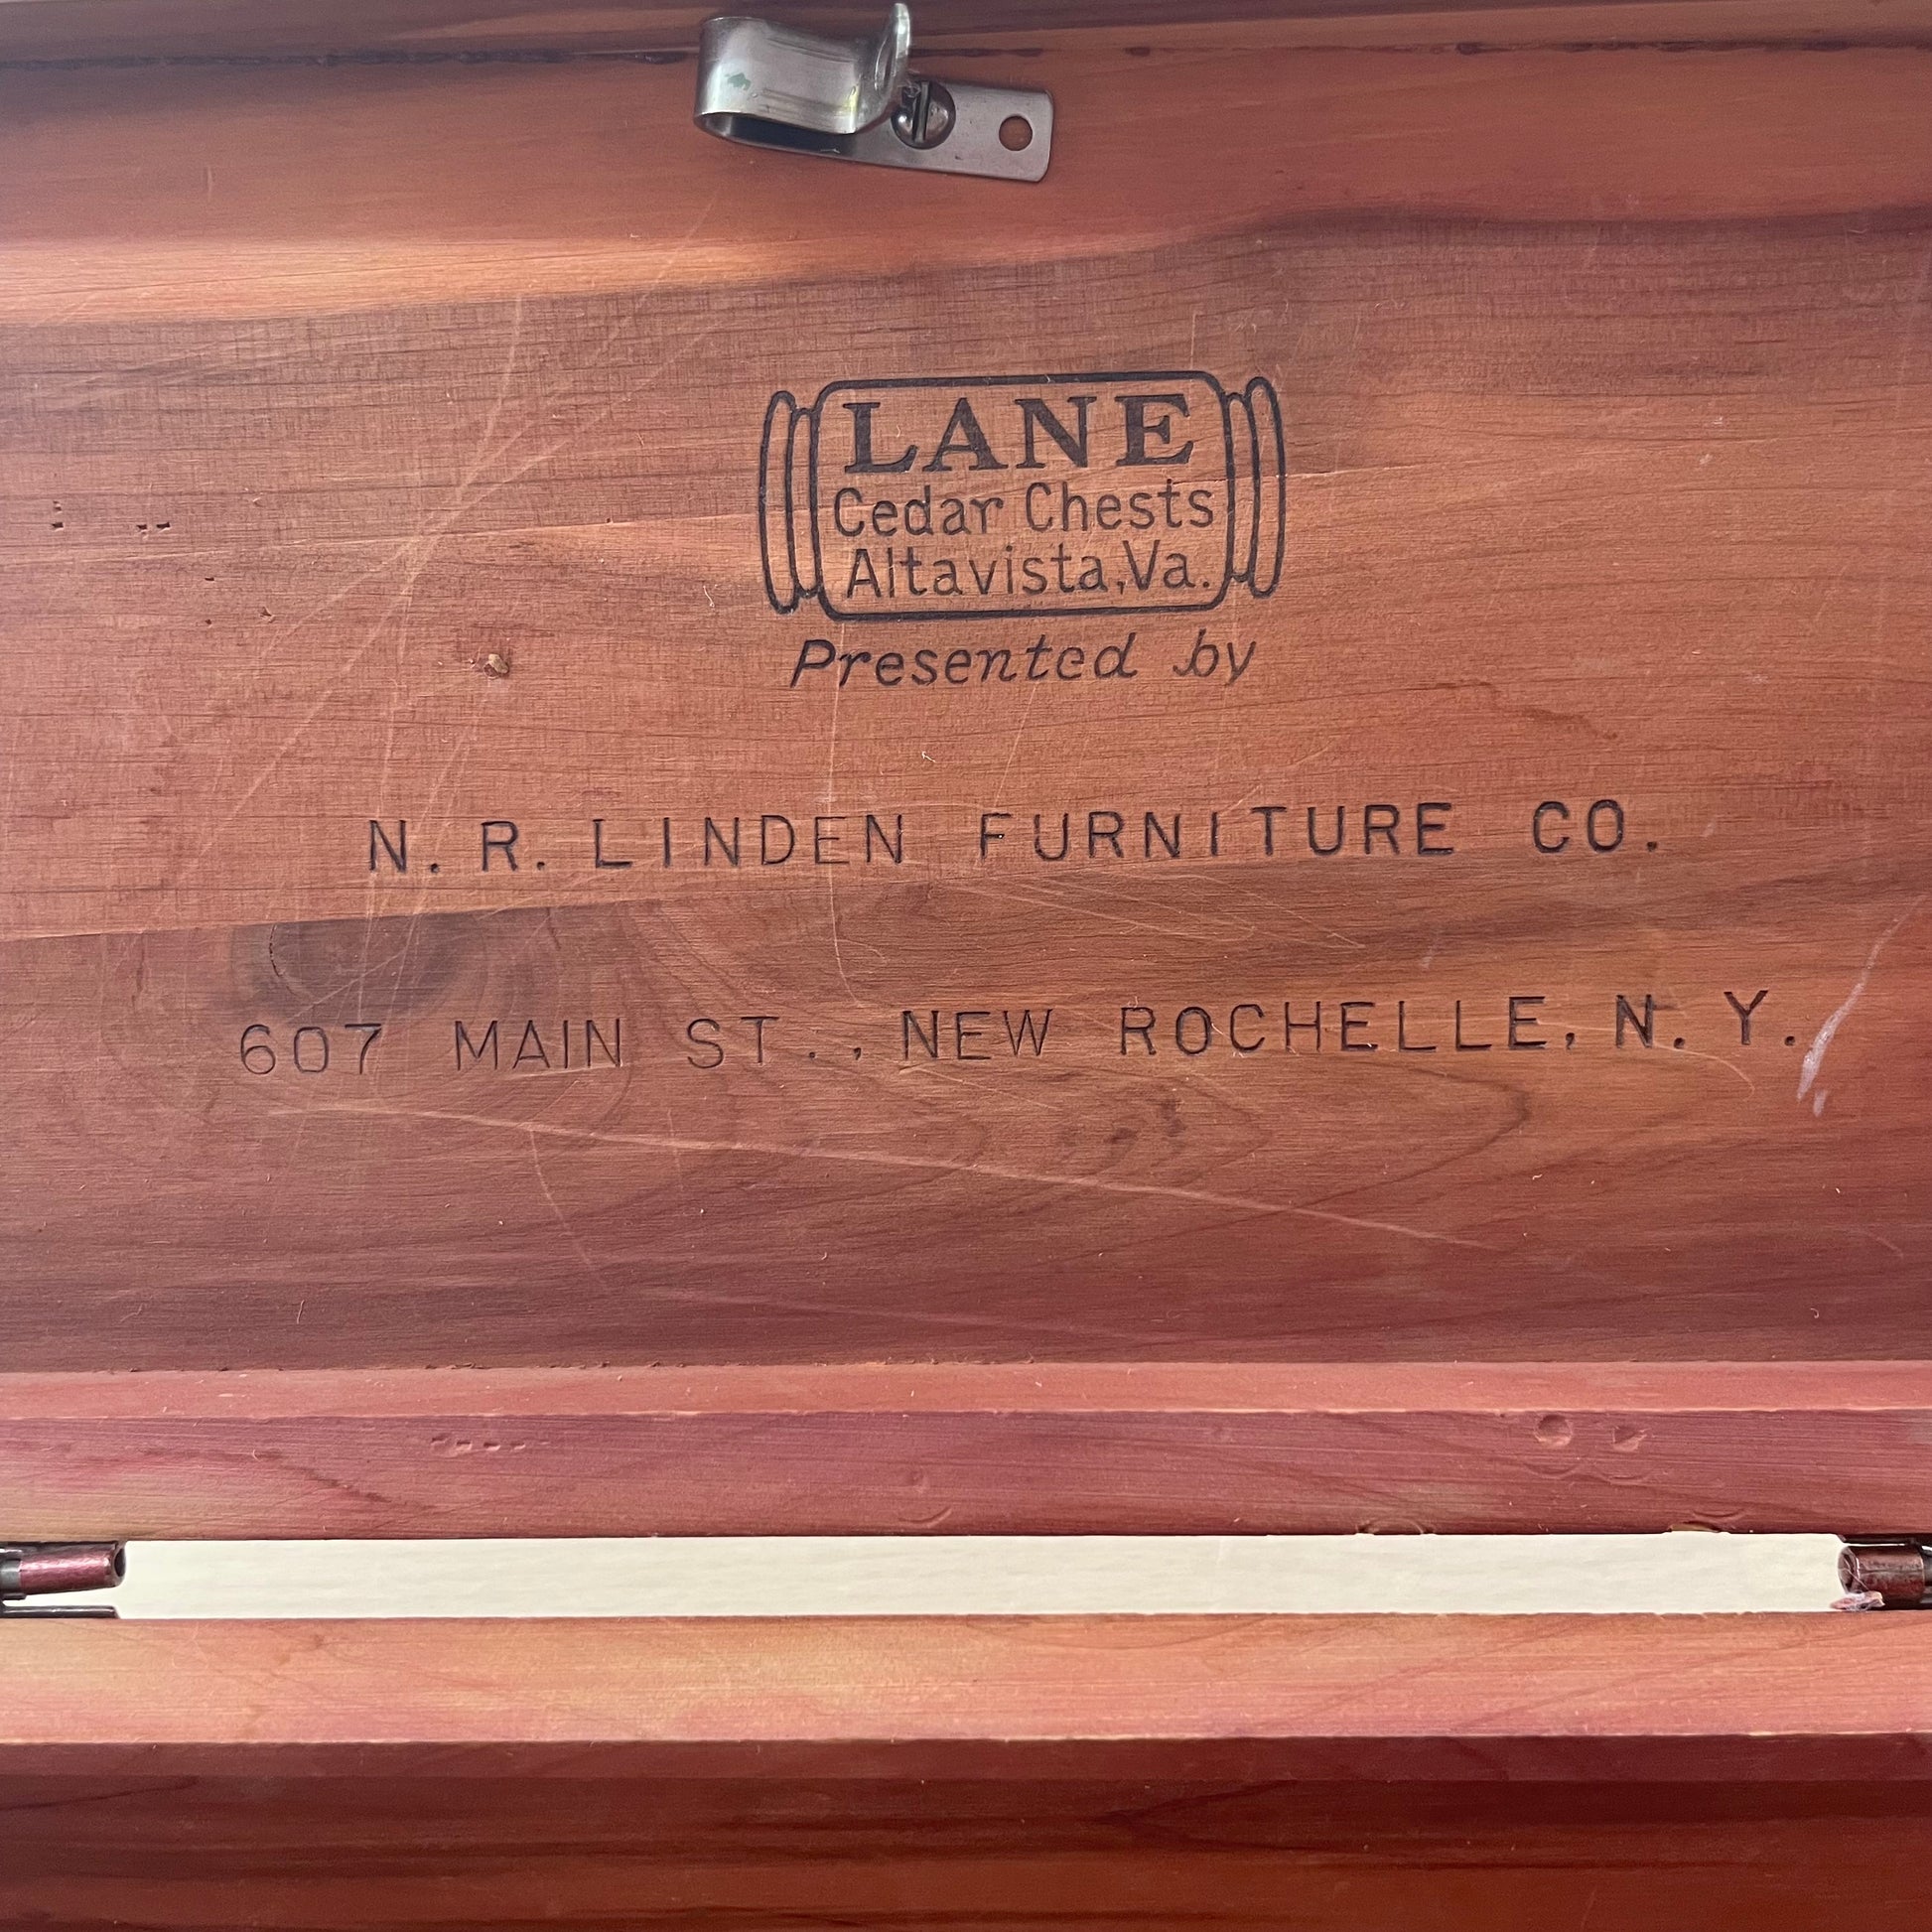 LANE
Cedar Chests
Altavista, Va.
Presented by
N. R. LINDEN FURNITURE CO.
607 MAIN ST., NEW ROCHELLE, N. Y.